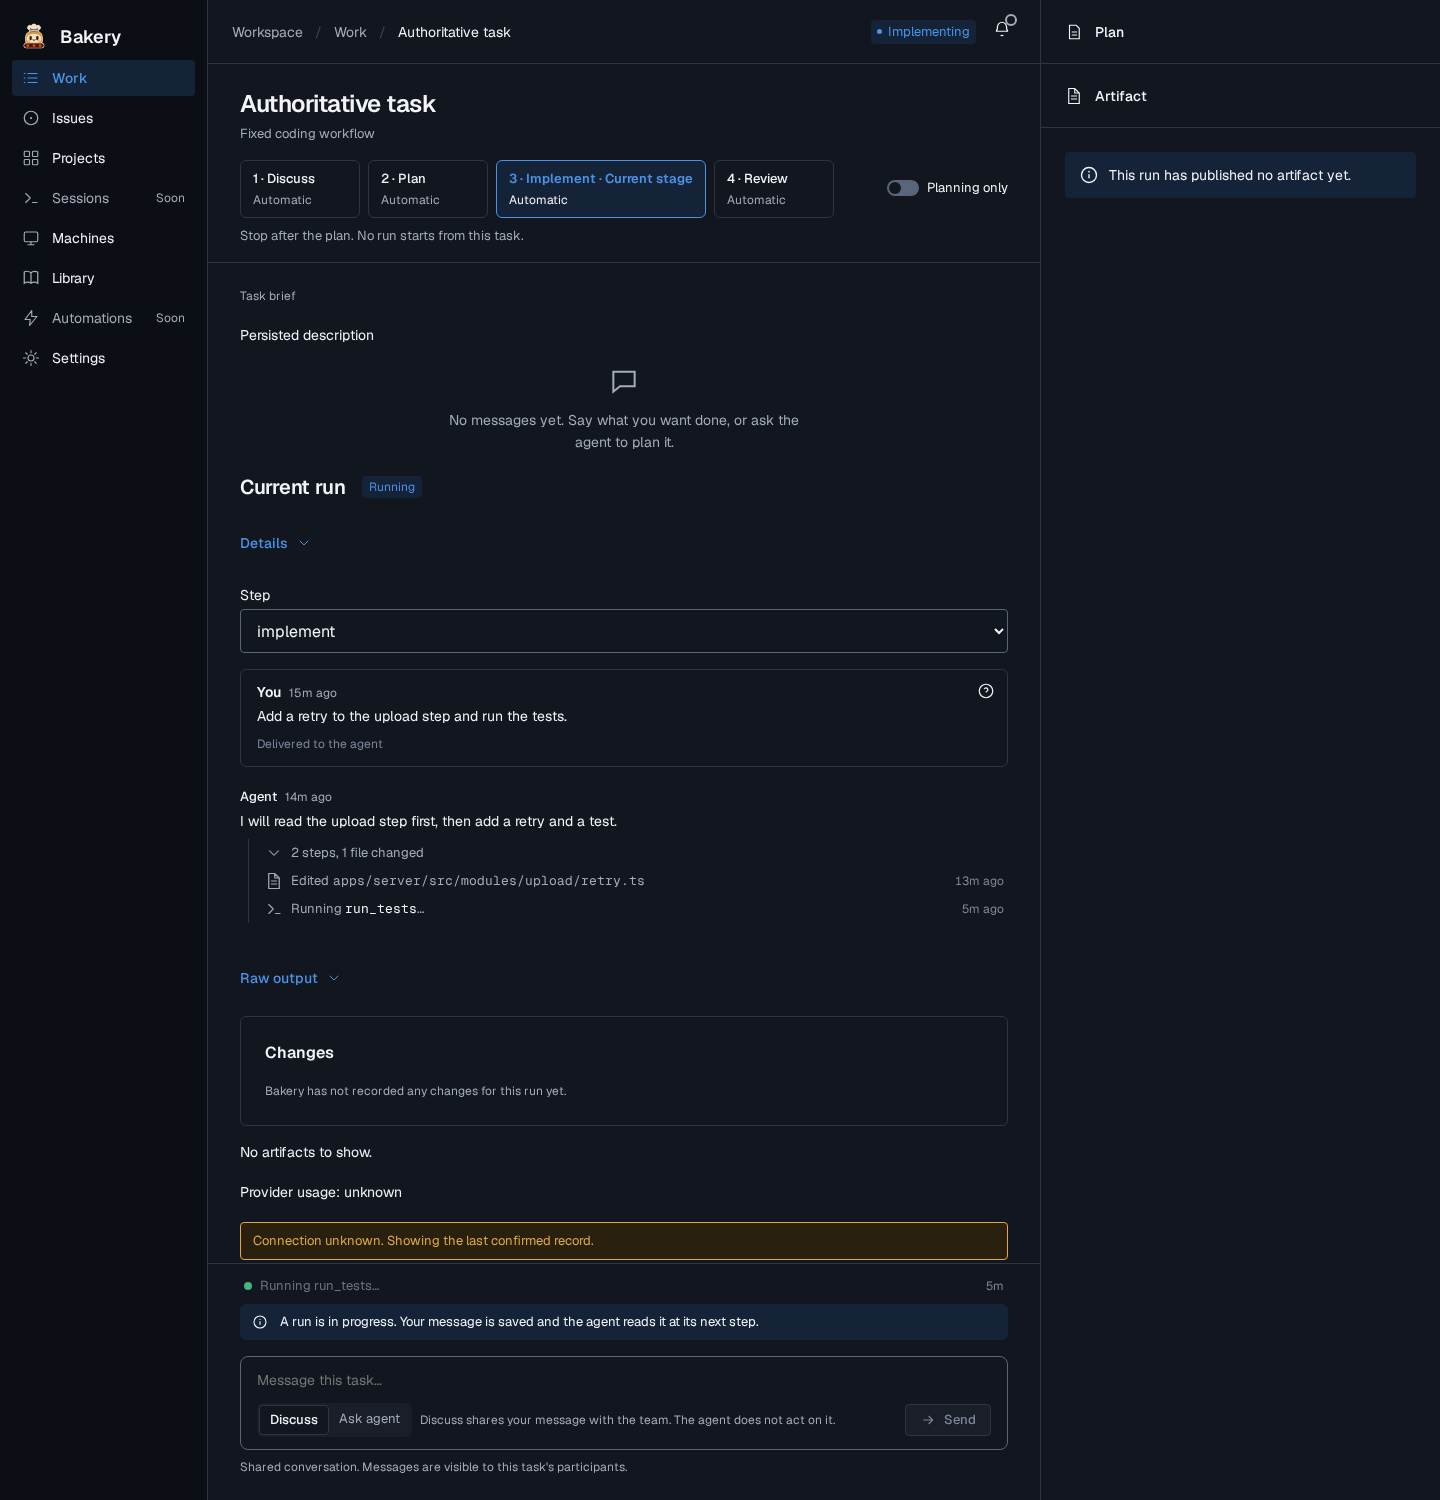 Bakery
Work
Issues
Projects
Sessions Soon
Machines
Library
Automations Soon
Settings
Workspace / Work / Authoritative task
Implementing
Authoritative task
Fixed coding workflow
1 · Discuss
Automatic
2 · Plan
Automatic
3 · Implement · Current stage
Automatic
4 · Review
Automatic
Planning only
Stop after the plan. No run starts from this task.
Task brief
Persisted description
No messages yet. Say what you want done, or ask the
agent to plan it.
Current run Running
Details
Step
implement
You 15m ago
Add a retry to the upload step and run the tests.
Delivered to the agent
Agent 14m ago
I will read the upload step first, then add a retry and a test.
2 steps, 1 file changed
Edited apps/server/src/modules/upload/retry.ts 13m ago
Running run_tests… 5m ago
Raw output
Changes
Bakery has not recorded any changes for this run yet.
No artifacts to show.
Provider usage: unknown
Connection unknown. Showing the last confirmed record.
Running run_tests… 5m
A run is in progress. Your message is saved and the agent reads it at its next step.
Message this task…
Discuss Ask agent Discuss shares your message with the team. The agent does not act on it. Send
Shared conversation. Messages are visible to this task's participants.
Plan
Artifact
This run has published no artifact yet.